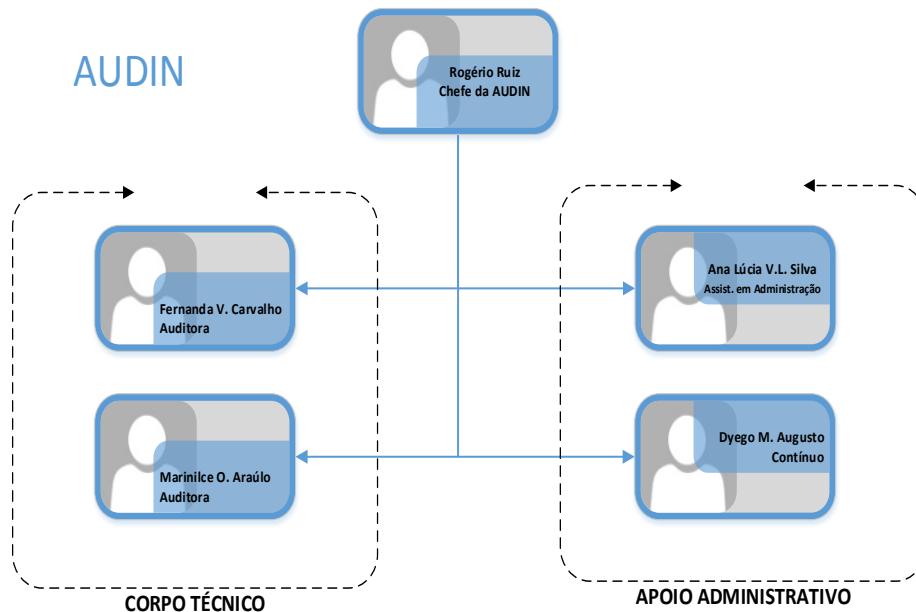 AUDIN
Rogério Ruiz
Chefe da AUDIN
Fernanda V. Carvalho
Auditora
Ana Lúcia V.L. Silva
Assist. em Administração
Marinilce O. Araúlo
Auditora
Dyego M. Augusto
Contínuo
CORPO TÉCNICO
APOIO ADMINISTRATIVO